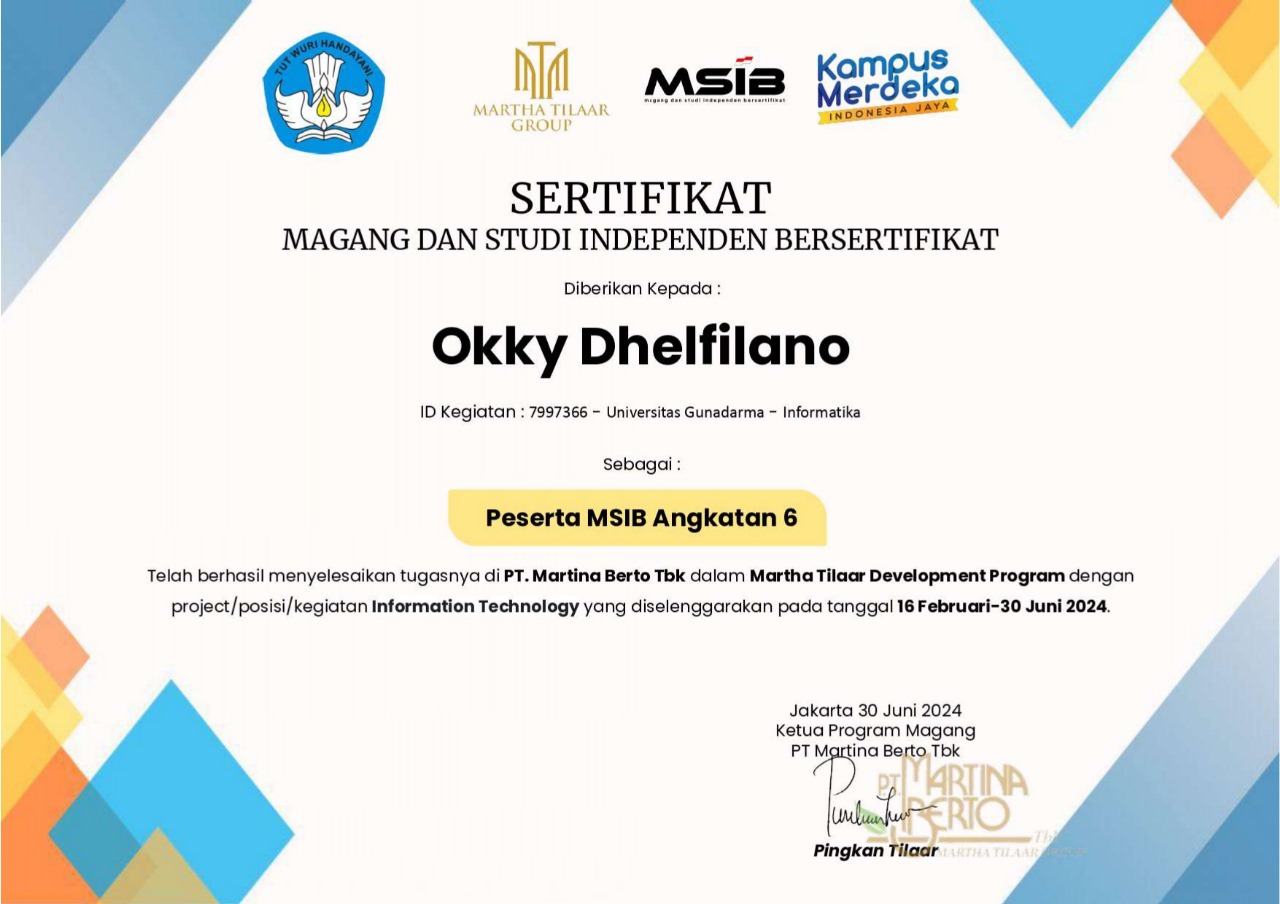 TUT WURI HANDAYANI
MARTHA TILAAR
GROUP
MSIB
magang dan studi independen bersertifikat
Kampus
Merdeka
INDONESIA JAYA
SERTIFIKAT
MAGANG DAN STUDI INDEPENDEN BERSERTIFIKAT
Diberikan Kepada :
Okky Dhelfilano
ID Kegiatan : 7997366 – Universitas Gunadarma – Informatika
Sebagai :
Peserta MSIB Angkatan 6
Telah berhasil menyelesaikan tugasnya di PT. Martina Berto Tbk dalam Martha Tilaar Development Program dengan
project/posisi/kegiatan Information Technology yang diselenggarakan pada tanggal 16 Februari-30 Juni 2024.
Jakarta 30 Juni 2024
Ketua Program Magang
PT Martina Berto Tbk
P.T. MARTINA
BERTO
Tbk
Pingkan Tilaar
MARTHA TILAAR